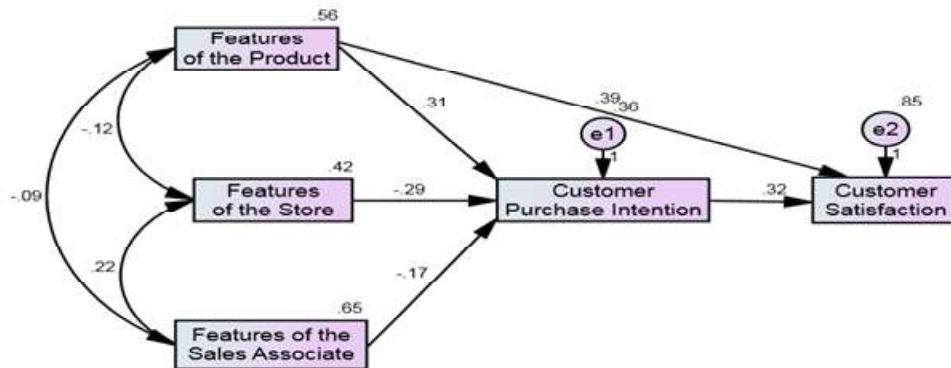 .56
Features
of the Product
.31
.39
.36
.85
e1
e2
1
1
-.12
.42
-.09
Features
of the Store
-.29
Customer
Purchase Intention
.32
Customer
Satisfaction
.22
-.17
.65
Features of the
Sales Associate